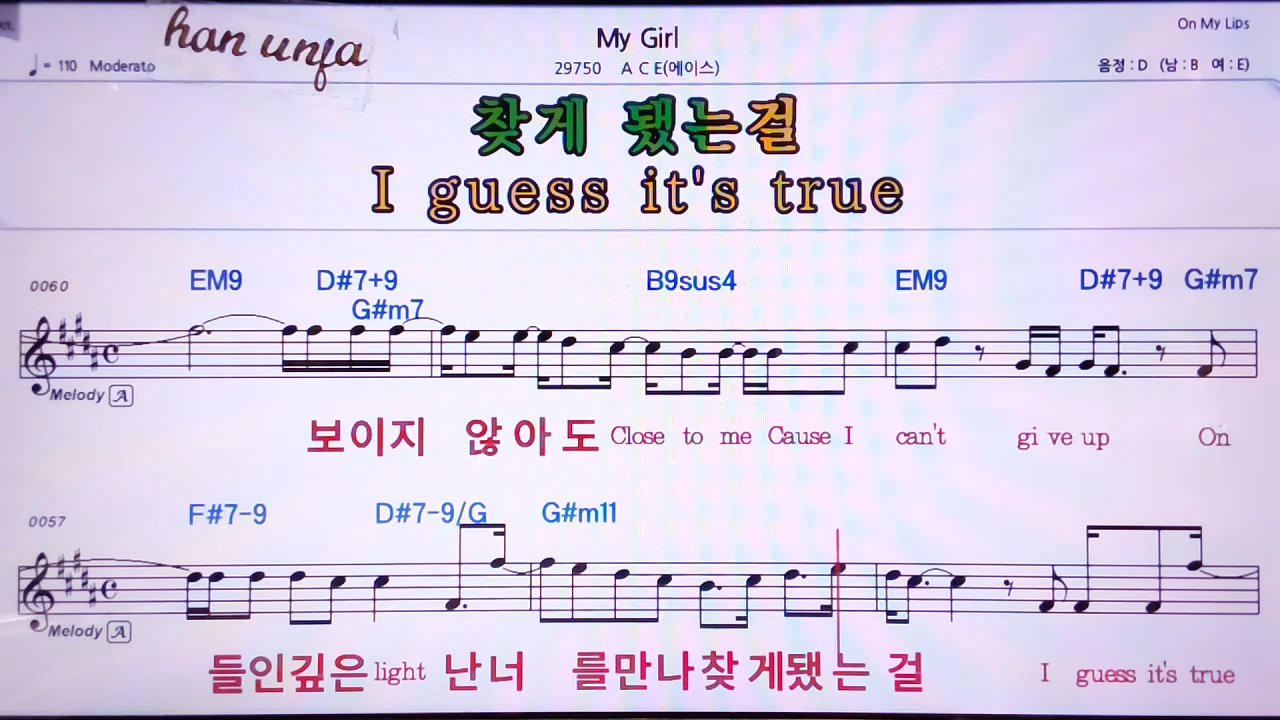 han unfa
My Girl
On My Lips
= 110 Moderato
29750 A C E(에이스)
음정 : D (남 : B 여 : E)
찾게 됐는걸
I guess it's true
0060
EM9 D#7+9 G#m7 B9sus4 EM9 D#7+9 G#m7
Melody A
보이지 않아도 Close to me Cause I can't gi ve up On
0057
F#7-9 D#7-9/G G#m11
Melody A
들인깊은 light 난너 를만나찾게됐는 걸 I guess it's true